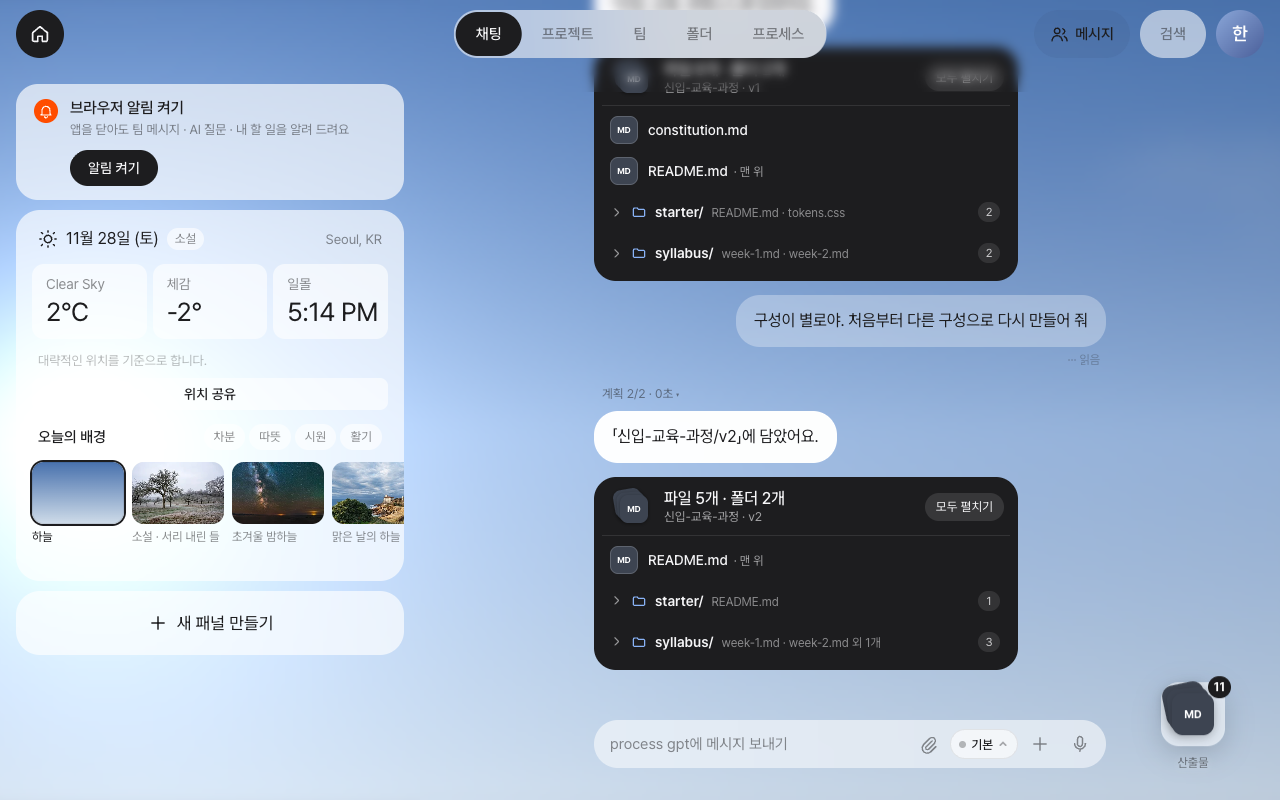 채팅
프로젝트
팀
폴더
프로세스
메시지
검색
한
브라우저 알림 켜기
앱을 닫아도 팀 메시지 · AI 질문 · 내 할 일을 알려 드려요
알림 켜기
11월 28일 (토)
소설
Seoul, KR
Clear Sky
2°C
체감
-2°
일몰
5:14 PM
대략적인 위치를 기준으로 합니다.
위치 공유
오늘의 배경
차분
따뜻
시원
활기
하늘
소설 · 서리 내린 들
초겨울 밤하늘
맑은 날의 하늘
새 패널 만들기
MD
모두 펼치기
신입-교육-과정 · v1
MD
constitution.md
MD
README.md · 맨 위
starter/ README.md · tokens.css
2
syllabus/ week-1.md · week-2.md
2
구성이 별로야. 처음부터 다른 구성으로 다시 만들어 줘
읽음
계획 2/2 · 0초
「신입-교육-과정/v2」에 담았어요.
MD
파일 5개 · 폴더 2개
신입-교육-과정 · v2
모두 펼치기
MD
README.md · 맨 위
starter/ README.md
1
syllabus/ week-1.md · week-2.md 외 1개
3
process gpt에 메시지 보내기
기본
MD
11
산출물